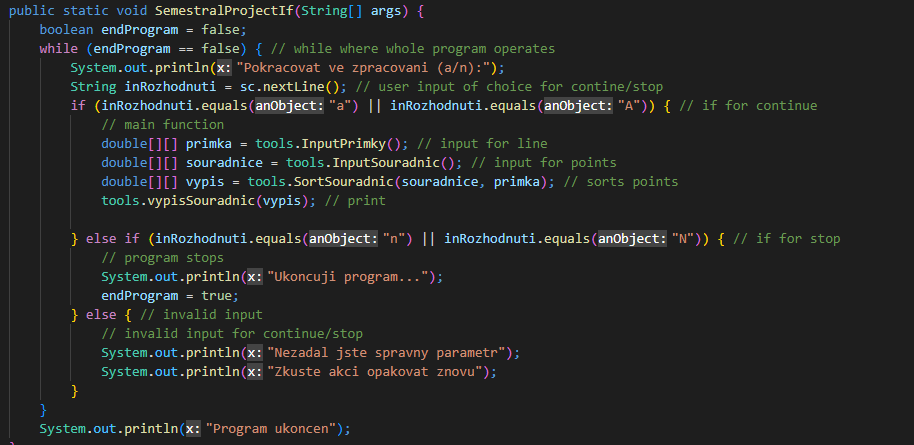 public static void SemestralProjectIf(String[] args) {
boolean endProgram = false;
while (endProgram == false) { // while where whole program operates
System.out.println(x: "Pokracovat ve zpracovani (a/n):");
String inRozhodnuti = sc.nextLine(); // user input of choice for contine/stop
if (inRozhodnuti.equals(anObject: "a") || inRozhodnuti.equals(anObject: "A")) { // if for continue
// main function
double[][] primka = tools.InputPrimky(); // input for line
double[][] souradnice = tools.InputSouradnic(); // input for points
double[][] vypis = tools.SortSouradnic(souradnice, primka); // sorts points
tools.vypisSouradnic(vypis); // print
} else if (inRozhodnuti.equals(anObject: "n") || inRozhodnuti.equals(anObject: "N")) { // if for stop
// program stops
System.out.println(x: "Ukoncuji program...");
endProgram = true;
} else { // invalid input
// invalid input for continue/stop
System.out.println(x: "Nezadal jste spravny parametr");
System.out.println(x: "Zkuste akci opakovat znovu");
}
}
System.out.println(x: "Program ukoncen");